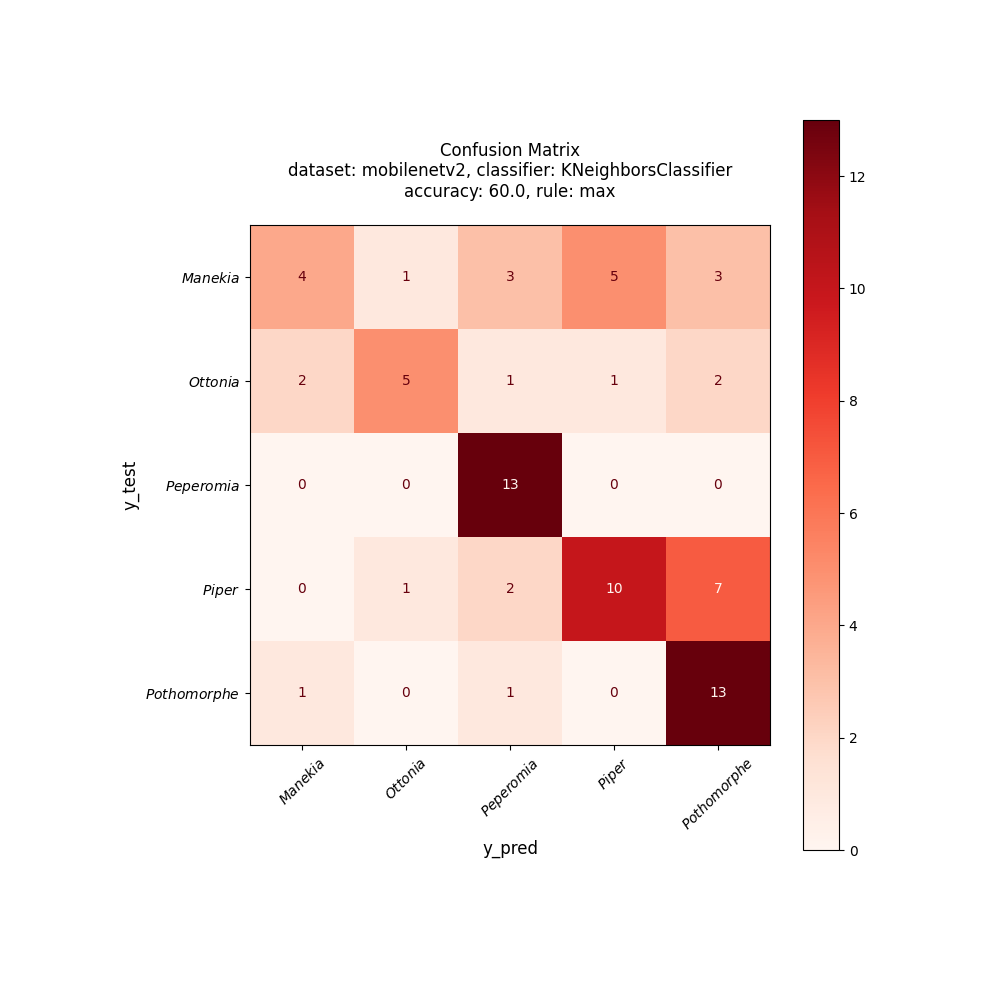 Confusion Matrix
dataset: mobilenetv2, classifier: KNeighborsClassifier
accuracy: 60.0, rule: max
y_test
Manekia 4 1 3 5 3
Ottonia 2 5 1 1 2
Peperomia 0 0 13 0 0
Piper 0 1 2 10 7
Pothomorphe 1 0 1 0 13
Manekia Ottonia Peperomia Piper Pothomorphe
y_pred
12
10
8
6
4
2
0